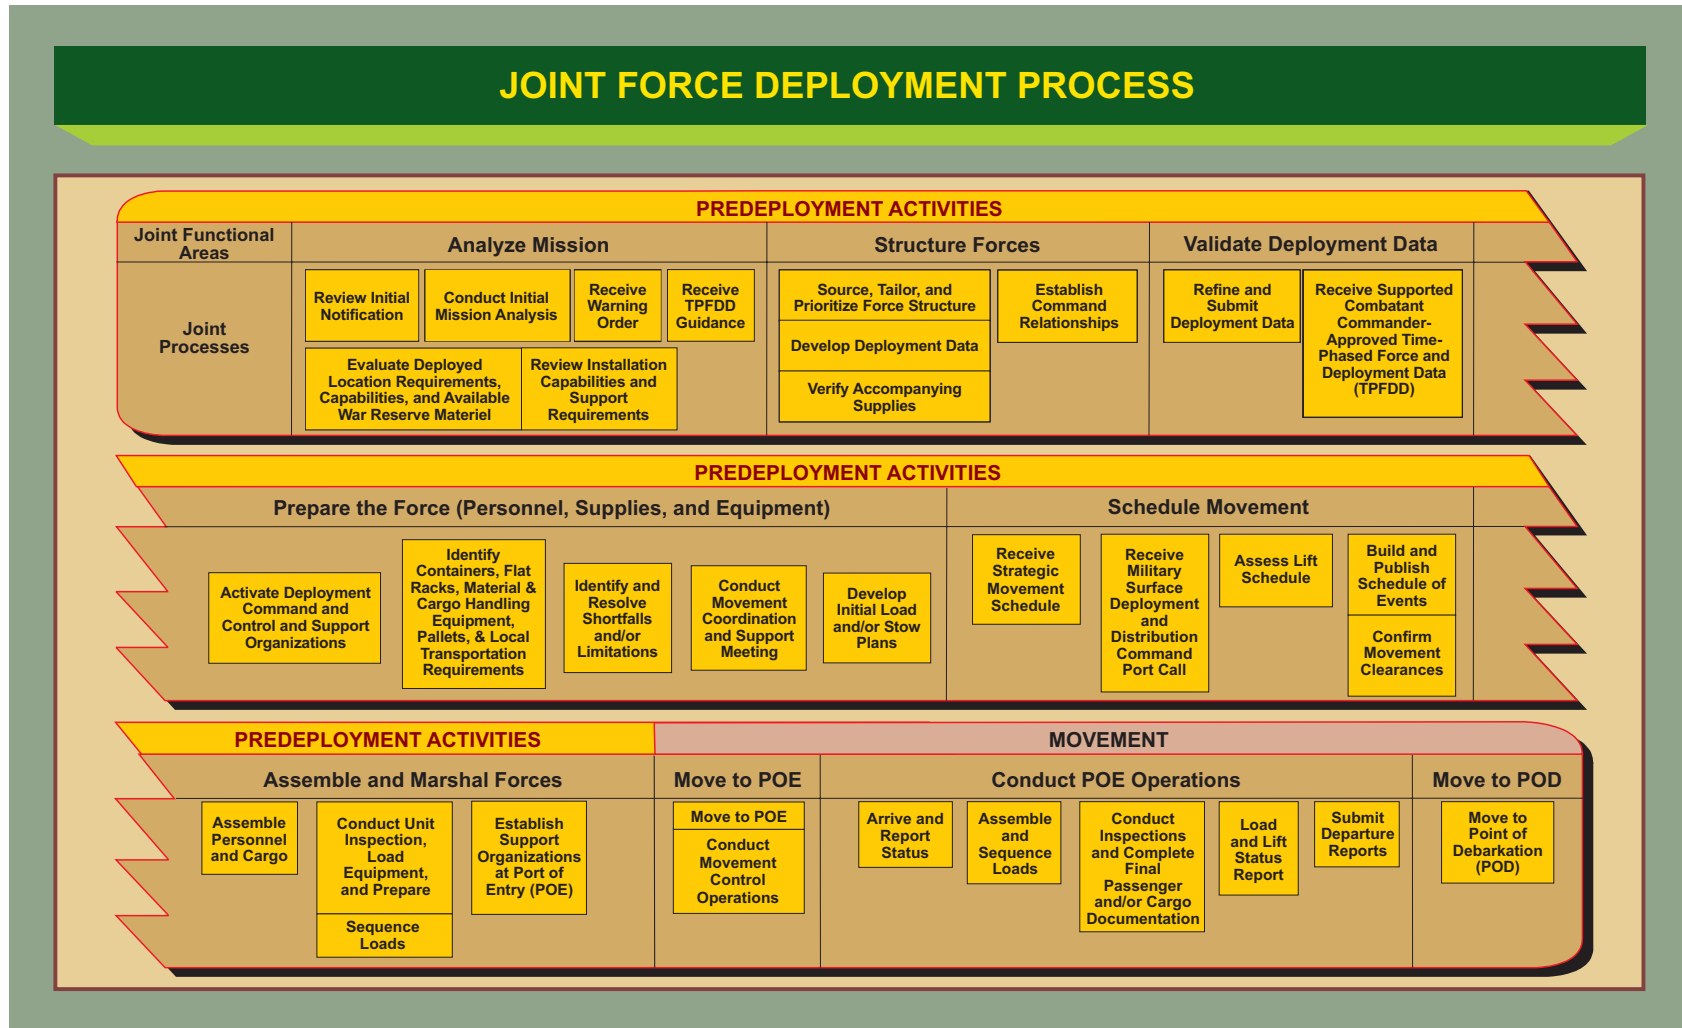 JOINT FORCE DEPLOYMENT PROCESS
PREDEPLOYMENT ACTIVITIES
Joint Functional
Areas
Analyze Mission
Structure Forces
Validate Deployment Data
Joint
Processes
Review Initial
Notification
Conduct Initial
Mission Analysis
Receive
Warning
Order
Receive
TPFDD
Guidance
Evaluate Deployed
Location Requirements,
Capabilities, and Available
War Reserve Materiel
Review Installation
Capabilities and
Support
Requirements
Source, Tailor, and
Prioritize Force Structure
Develop Deployment Data
Verify Accompanying
Supplies
Establish
Command
Relationships
Refine and
Submit
Deployment Data
Receive Supported
Combatant
Commander-
Approved Time-
Phased Force and
Deployment Data
(TPFDD)
PREDEPLOYMENT ACTIVITIES
Prepare the Force (Personnel, Supplies, and Equipment)
Schedule Movement
Activate Deployment
Command and
Control and Support
Organizations
Identify
Containers, Flat
Racks, Material &
Cargo Handling
Equipment,
Pallets, & Local
Transportation
Requirements
Identify and
Resolve
Shortfalls
and/or
Limitations
Conduct
Movement
Coordination
and Support
Meeting
Develop
Initial Load
and/or Stow
Plans
Receive
Strategic
Movement
Schedule
Receive
Military
Surface
Deployment
and
Distribution
Command
Port Call
Assess Lift
Schedule
Build and
Publish
Schedule of
Events
Confirm
Movement
Clearances
PREDEPLOYMENT ACTIVITIES
MOVEMENT
Assemble and Marshal Forces
Move to POE
Conduct POE Operations
Move to POD
Assemble
Personnel
and Cargo
Conduct Unit
Inspection,
Load
Equipment,
and Prepare
Sequence
Loads
Establish
Support
Organizations
at Port of
Entry (POE)
Move to POE
Conduct
Movement
Control
Operations
Arrive and
Report
Status
Assemble
and
Sequence
Loads
Conduct
Inspections
and Complete
Final
Passenger
and/or Cargo
Documentation
Load
and Lift
Status
Report
Submit
Departure
Reports
Move to
Point of
Debarkation
(POD)